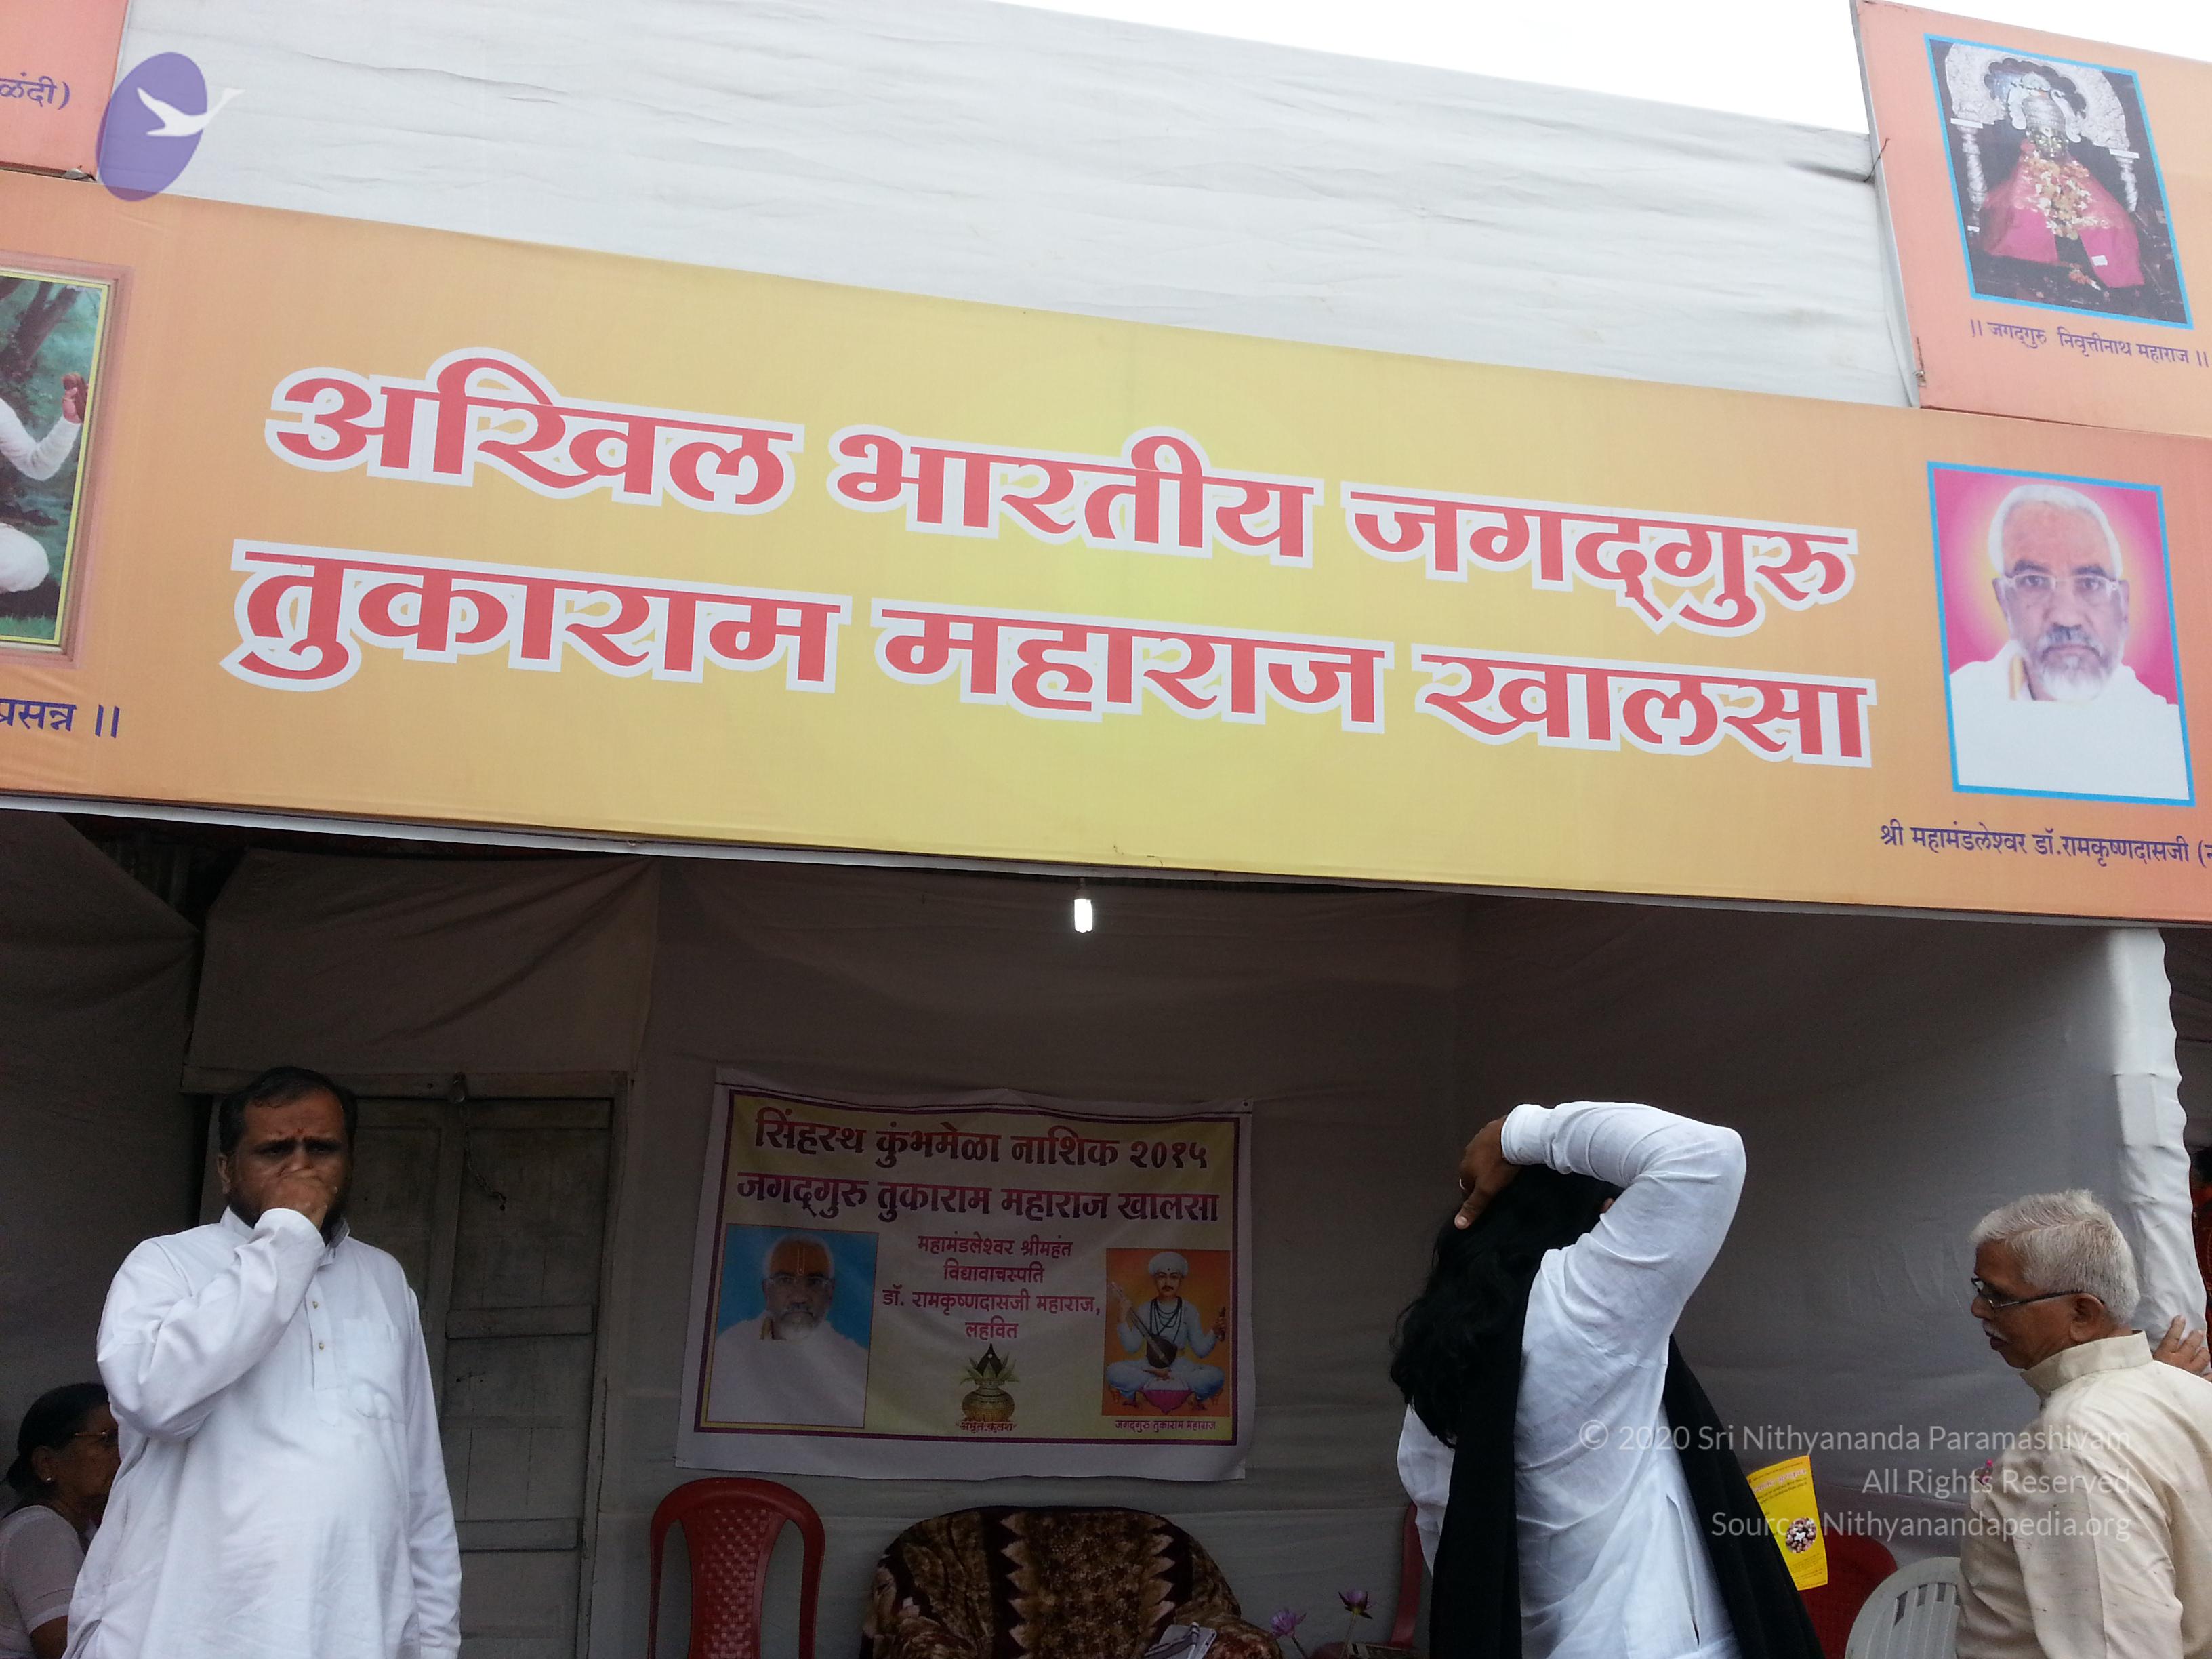 ळंदी)
।। जगद्‌गुरु निवृत्तीनाथ महाराज ।।
अखिल भारतीय जगद्‌गुरु
तुकाराम महाराज खालसा
प्रसन्न ।।
श्री महामंडलेश्वर डॉ.रामकृष्णदासजी (
सिंहस्थ कुंभमेळा नाशिक २०१५
जगद्‌गुरु तुकाराम महाराज खालसा
महामंडलेश्वर श्रीमहंत
विद्यावाचस्पति
डॉ. रामकृष्णदासजी महाराज,
लहवित
"अमृत कलश"
जगद्‌गुरु तुकाराम महाराज
© 2020 Sri Nithyananda Paramashivam
All Rights Reserved
Source: Nithyanandapedia.org